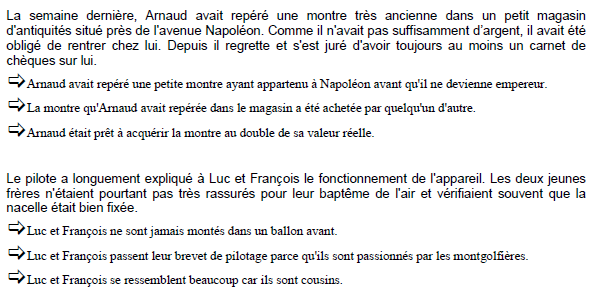 La semaine dernière, Arnaud avait repéré une montre très ancienne dans un petit magasin
d'antiquités situé près de l'avenue Napoléon. Comme il n'avait pas suffisamment d'argent, il avait été
obligé de rentrer chez lui. Depuis il regrette et s'est juré d'avoir toujours au moins un carnet de
chèques sur lui.
⇨Arnaud avait repéré une petite montre ayant appartenu à Napoléon avant qu'il ne devienne empereur.
⇨La montre qu'Arnaud avait repérée dans le magasin a été achetée par quelqu'un d'autre.
⇨Arnaud était prêt à acquérir la montre au double de sa valeur réelle.
Le pilote a longuement expliqué à Luc et François le fonctionnement de l'appareil. Les deux jeunes
frères n'étaient pourtant pas très rassurés pour leur baptême de l'air et vérifiaient souvent que la
nacelle était bien fixée.
⇨Luc et François ne sont jamais montés dans un ballon avant.
⇨Luc et François passent leur brevet de pilotage parce qu'ils sont passionnés par les montgolfières.
⇨Luc et François se ressemblent beaucoup car ils sont cousins.